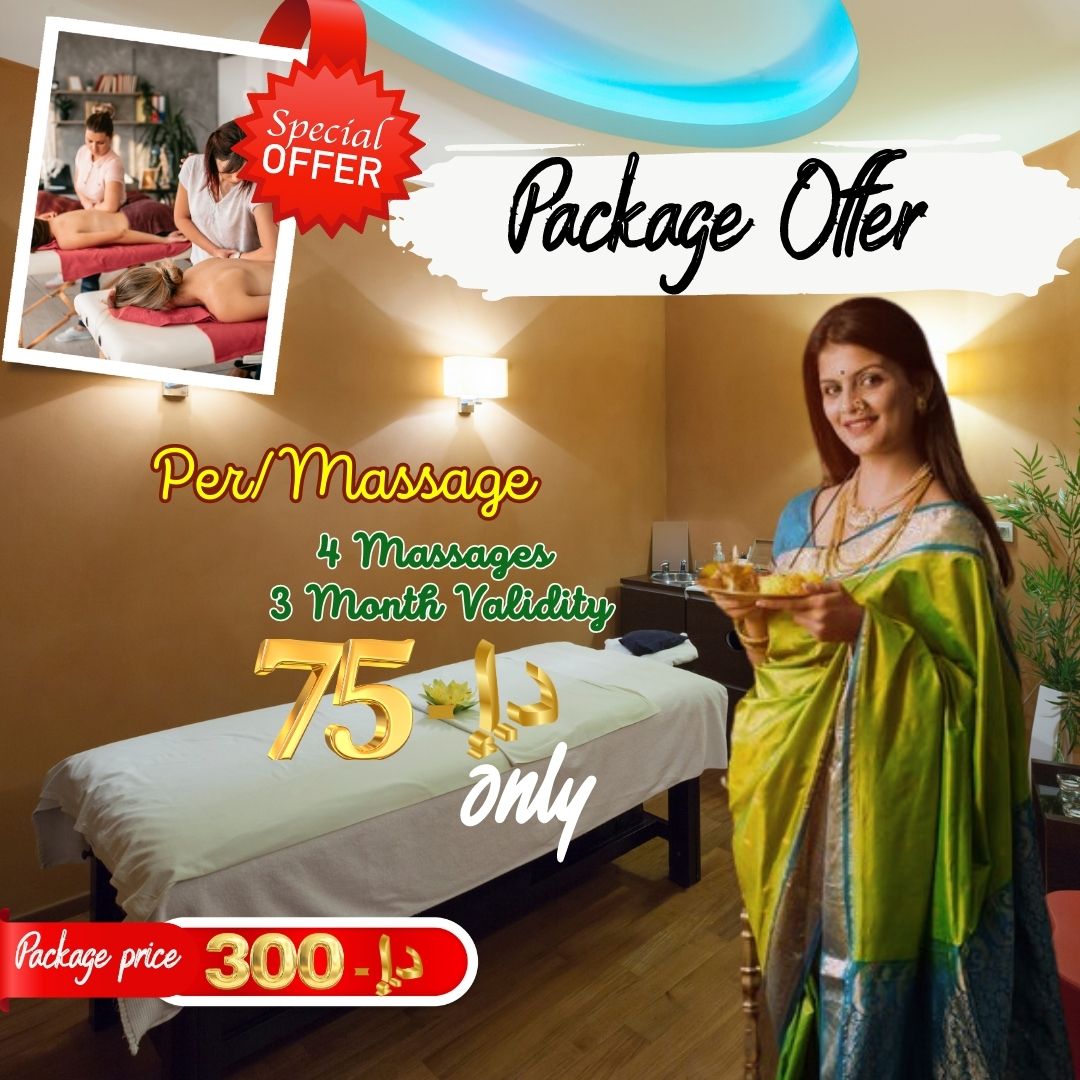 Special
OFFER
Package Offer
Per/Massage
4 Massages
3 Month Validity
75 - د.إ
only
Package price 300 - د.إ